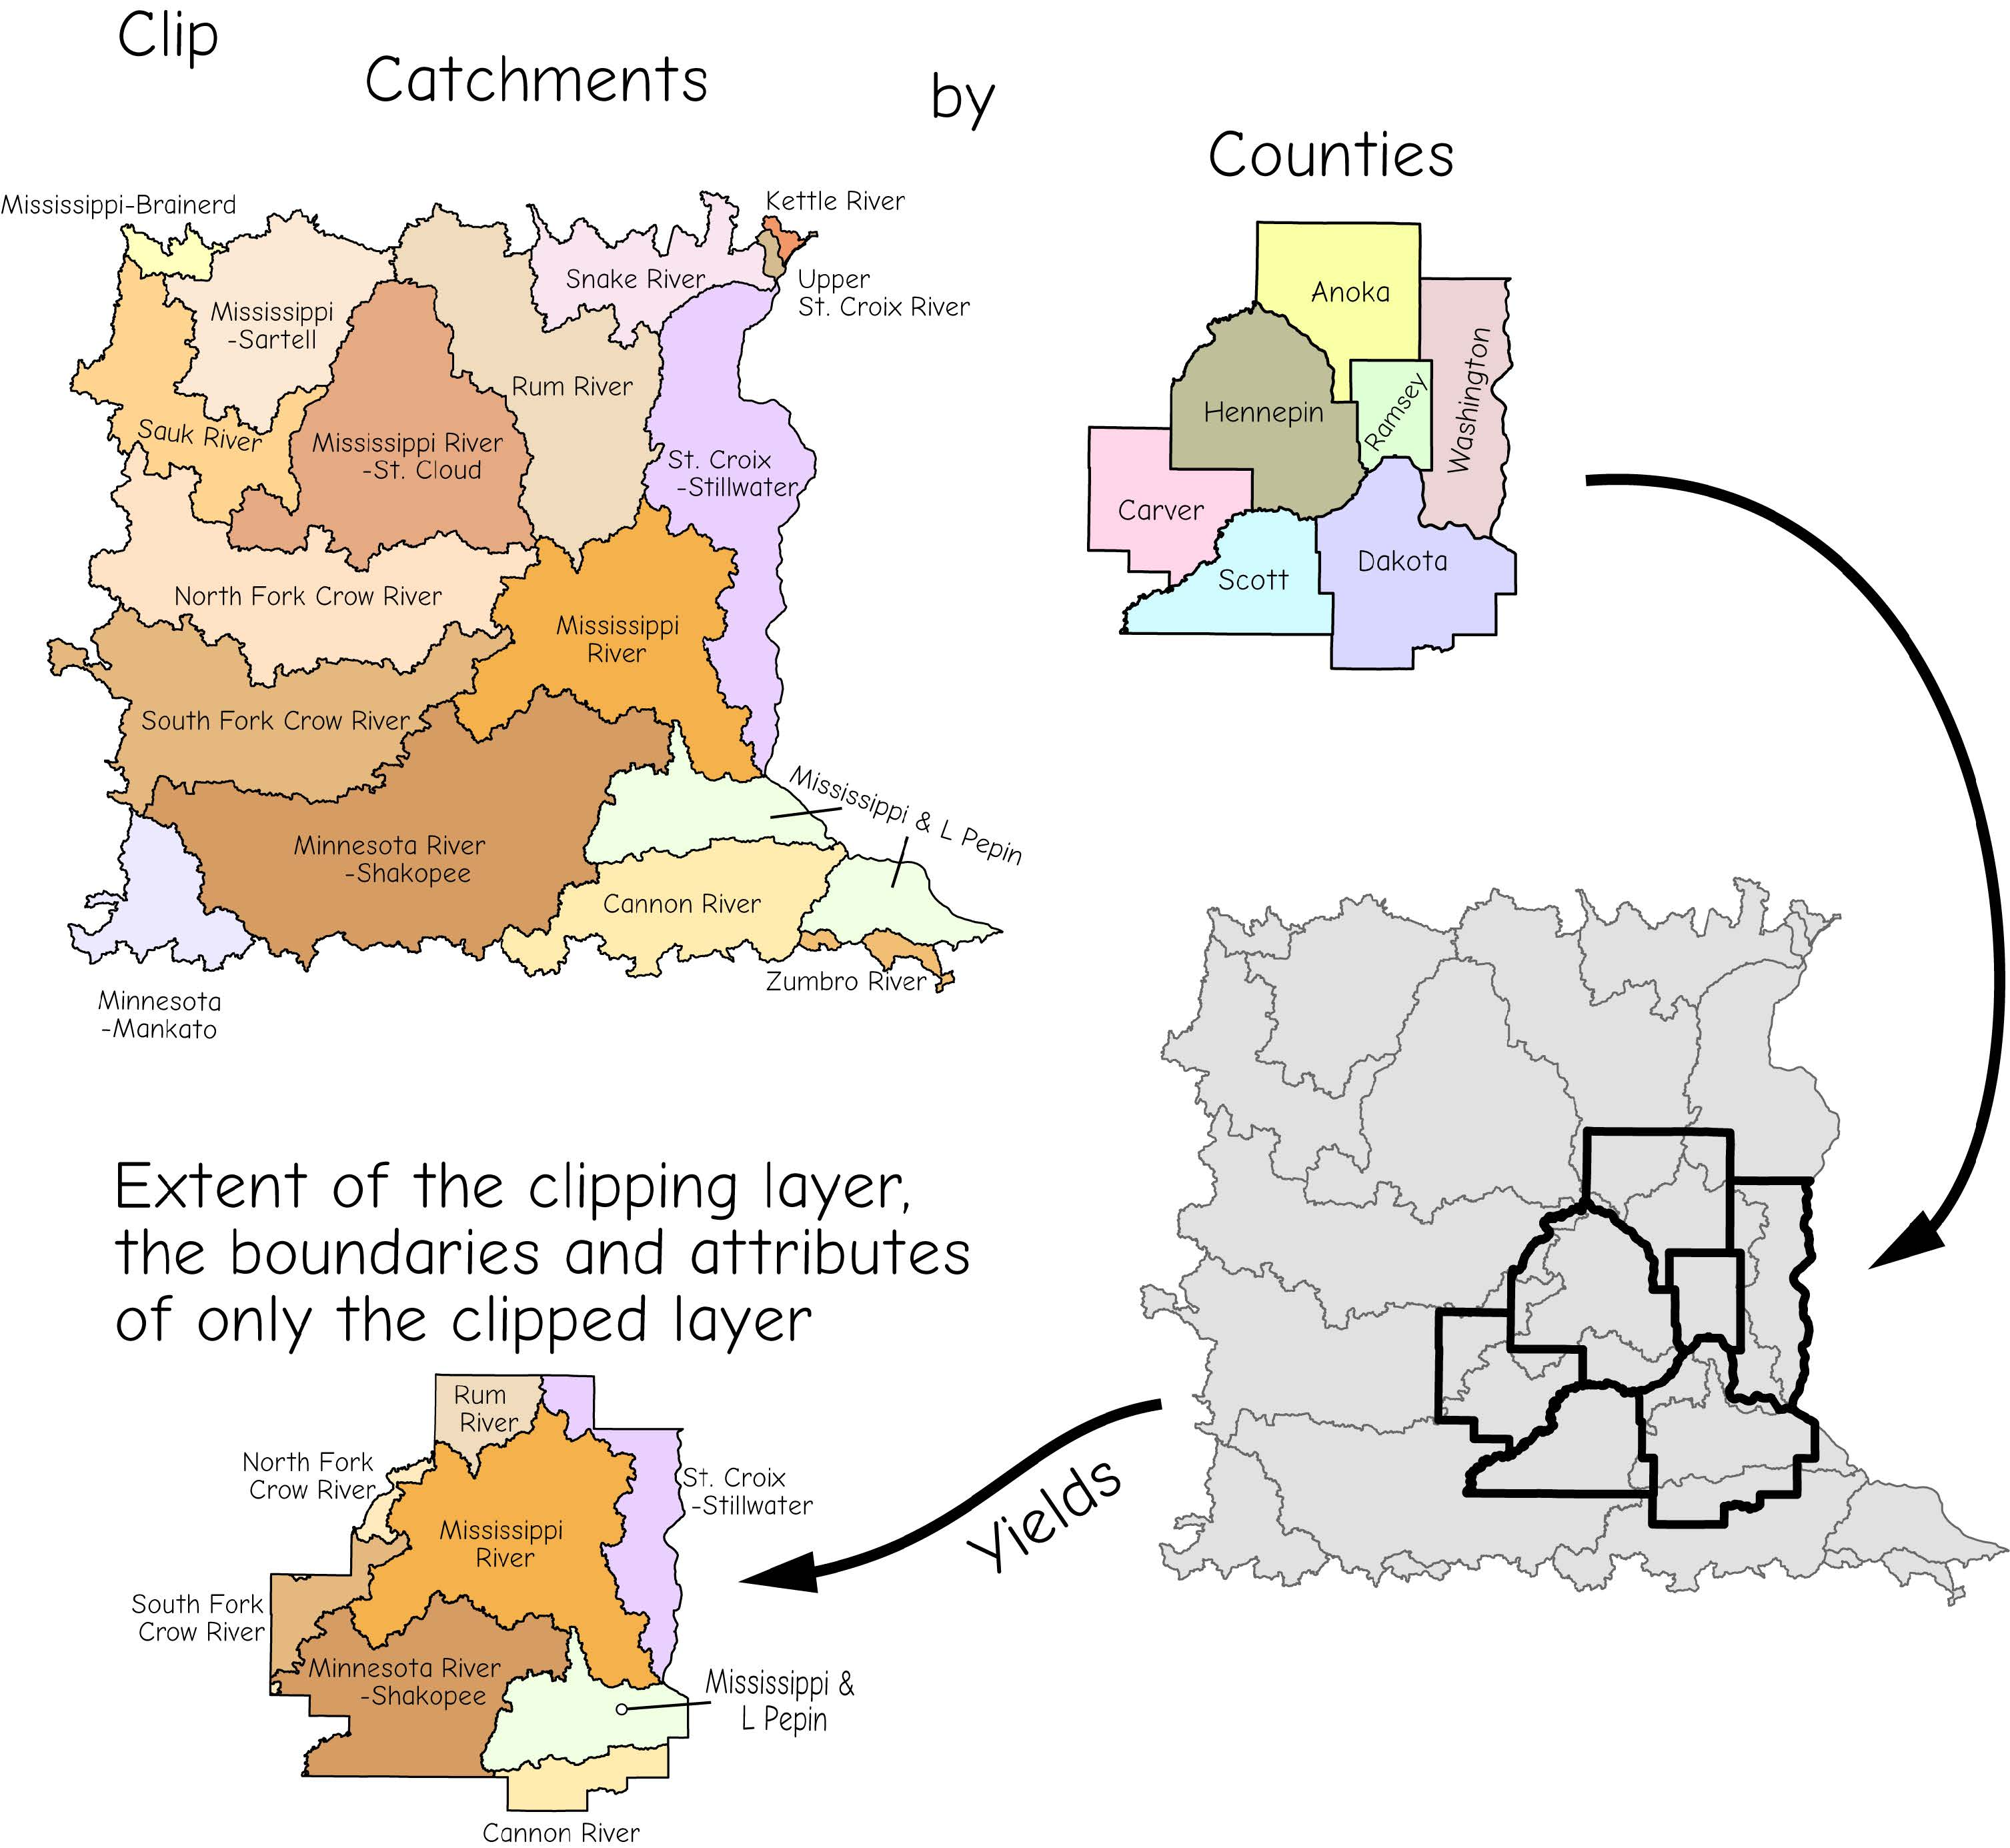 Clip
Catchments
by
Counties
Mississippi-Brainerd
Kettle River
Snake River
Upper
St. Croix River
Mississippi
-Sartell
Rum River
Sauk River
Mississippi River
-St. Cloud
St. Croix
-Stillwater
North Fork Crow River
Mississippi
River
South Fork Crow River
Mississippi & L Pepin
Minnesota River
-Shakopee
Cannon River
Zumbro River
Minnesota
-Mankato
Anoka
Washington
Ramsey
Hennepin
Carver
Scott
Dakota
Extent of the clipping layer,
the boundaries and attributes
of only the clipped layer
Yields
Rum
River
North Fork
Crow River
St. Croix
-Stillwater
Mississippi
River
South Fork
Crow River
Minnesota River
-Shakopee
Mississippi &
L Pepin
Cannon River